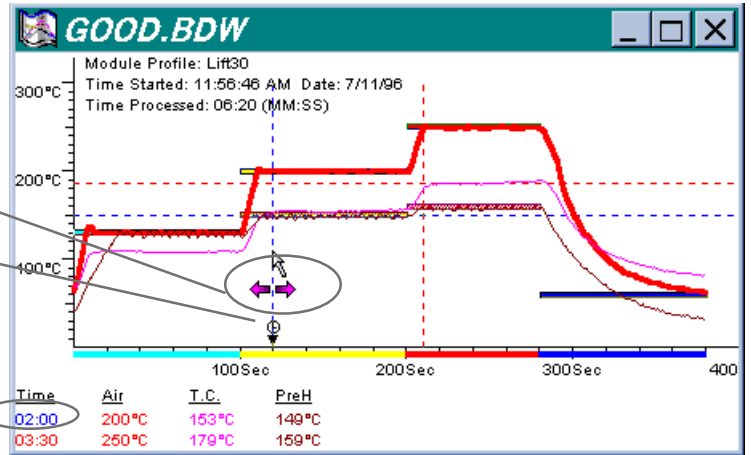 GOOD.BDW
Module Profile: Lift30
Time Started: 11:56:46 AM Date: 7/11/96
Time Processed: 06:20 (MM:SS)
300°C
200°C
100°C
100Sec 200Sec 300Sec 400
Time Air T.C. PreH
02:00 200°C 153°C 149°C
03:30 250°C 179°C 159°C